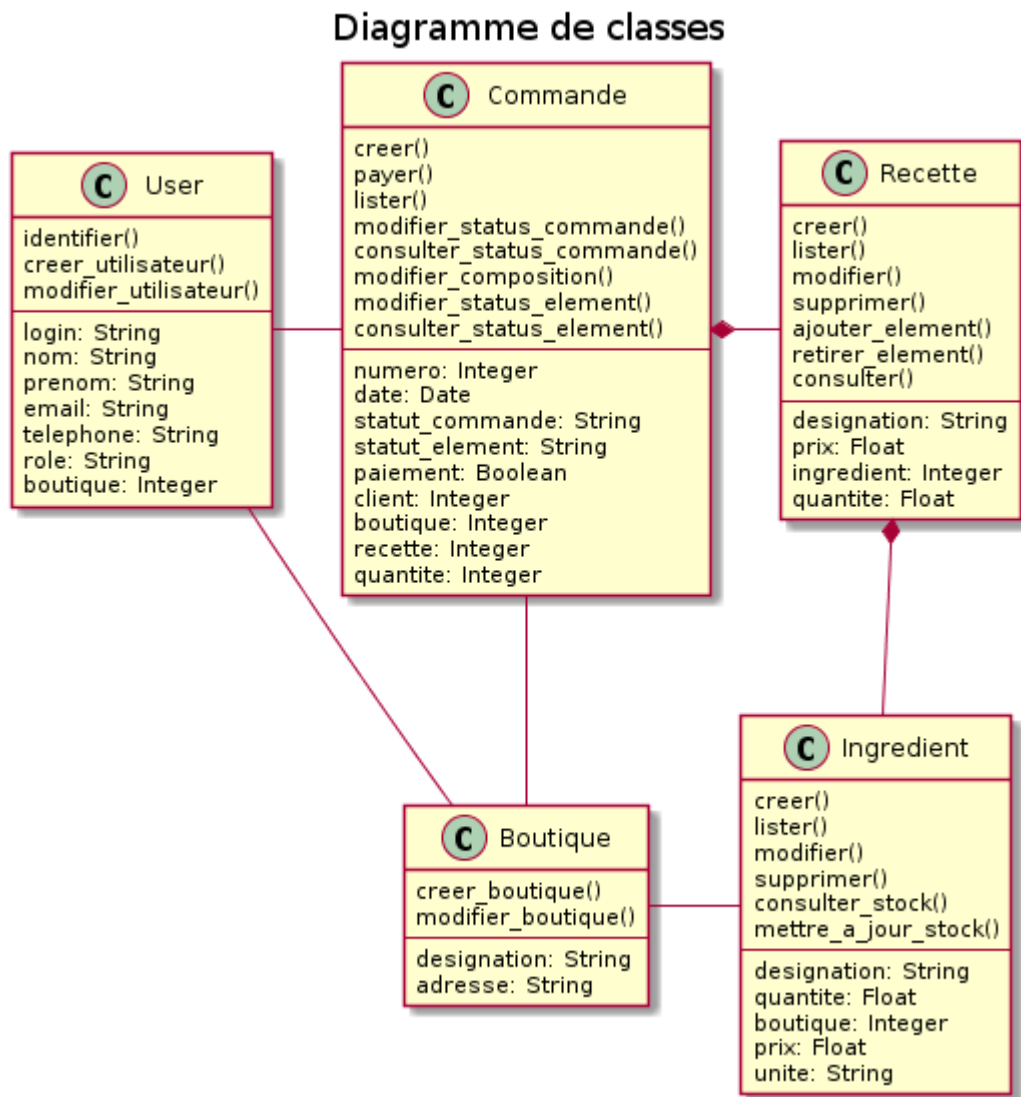 Diagramme de classes
C Commande
creer()
payer()
lister()
modifier_status_commande()
consulter_status_commande()
modifier_composition()
modifier_status_element()
consulter_status_element()
numero: Integer
date: Date
statut_commande: String
statut_element: String
paiement: Boolean
client: Integer
boutique: Integer
recette: Integer
quantite: Integer
C User
identifier()
creer_utilisateur()
modifier_utilisateur()
login: String
nom: String
prenom: String
email: String
telephone: String
role: String
boutique: Integer
C Recette
creer()
lister()
modifier()
supprimer()
ajouter_element()
retirer_element()
consulter()
designation: String
prix: Float
ingredient: Integer
quantite: Float
C Boutique
creer_boutique()
modifier_boutique()
designation: String
adresse: String
C Ingredient
creer()
lister()
modifier()
supprimer()
consulter_stock()
mettre_a_jour_stock()
designation: String
quantite: Float
boutique: Integer
prix: Float
unite: String